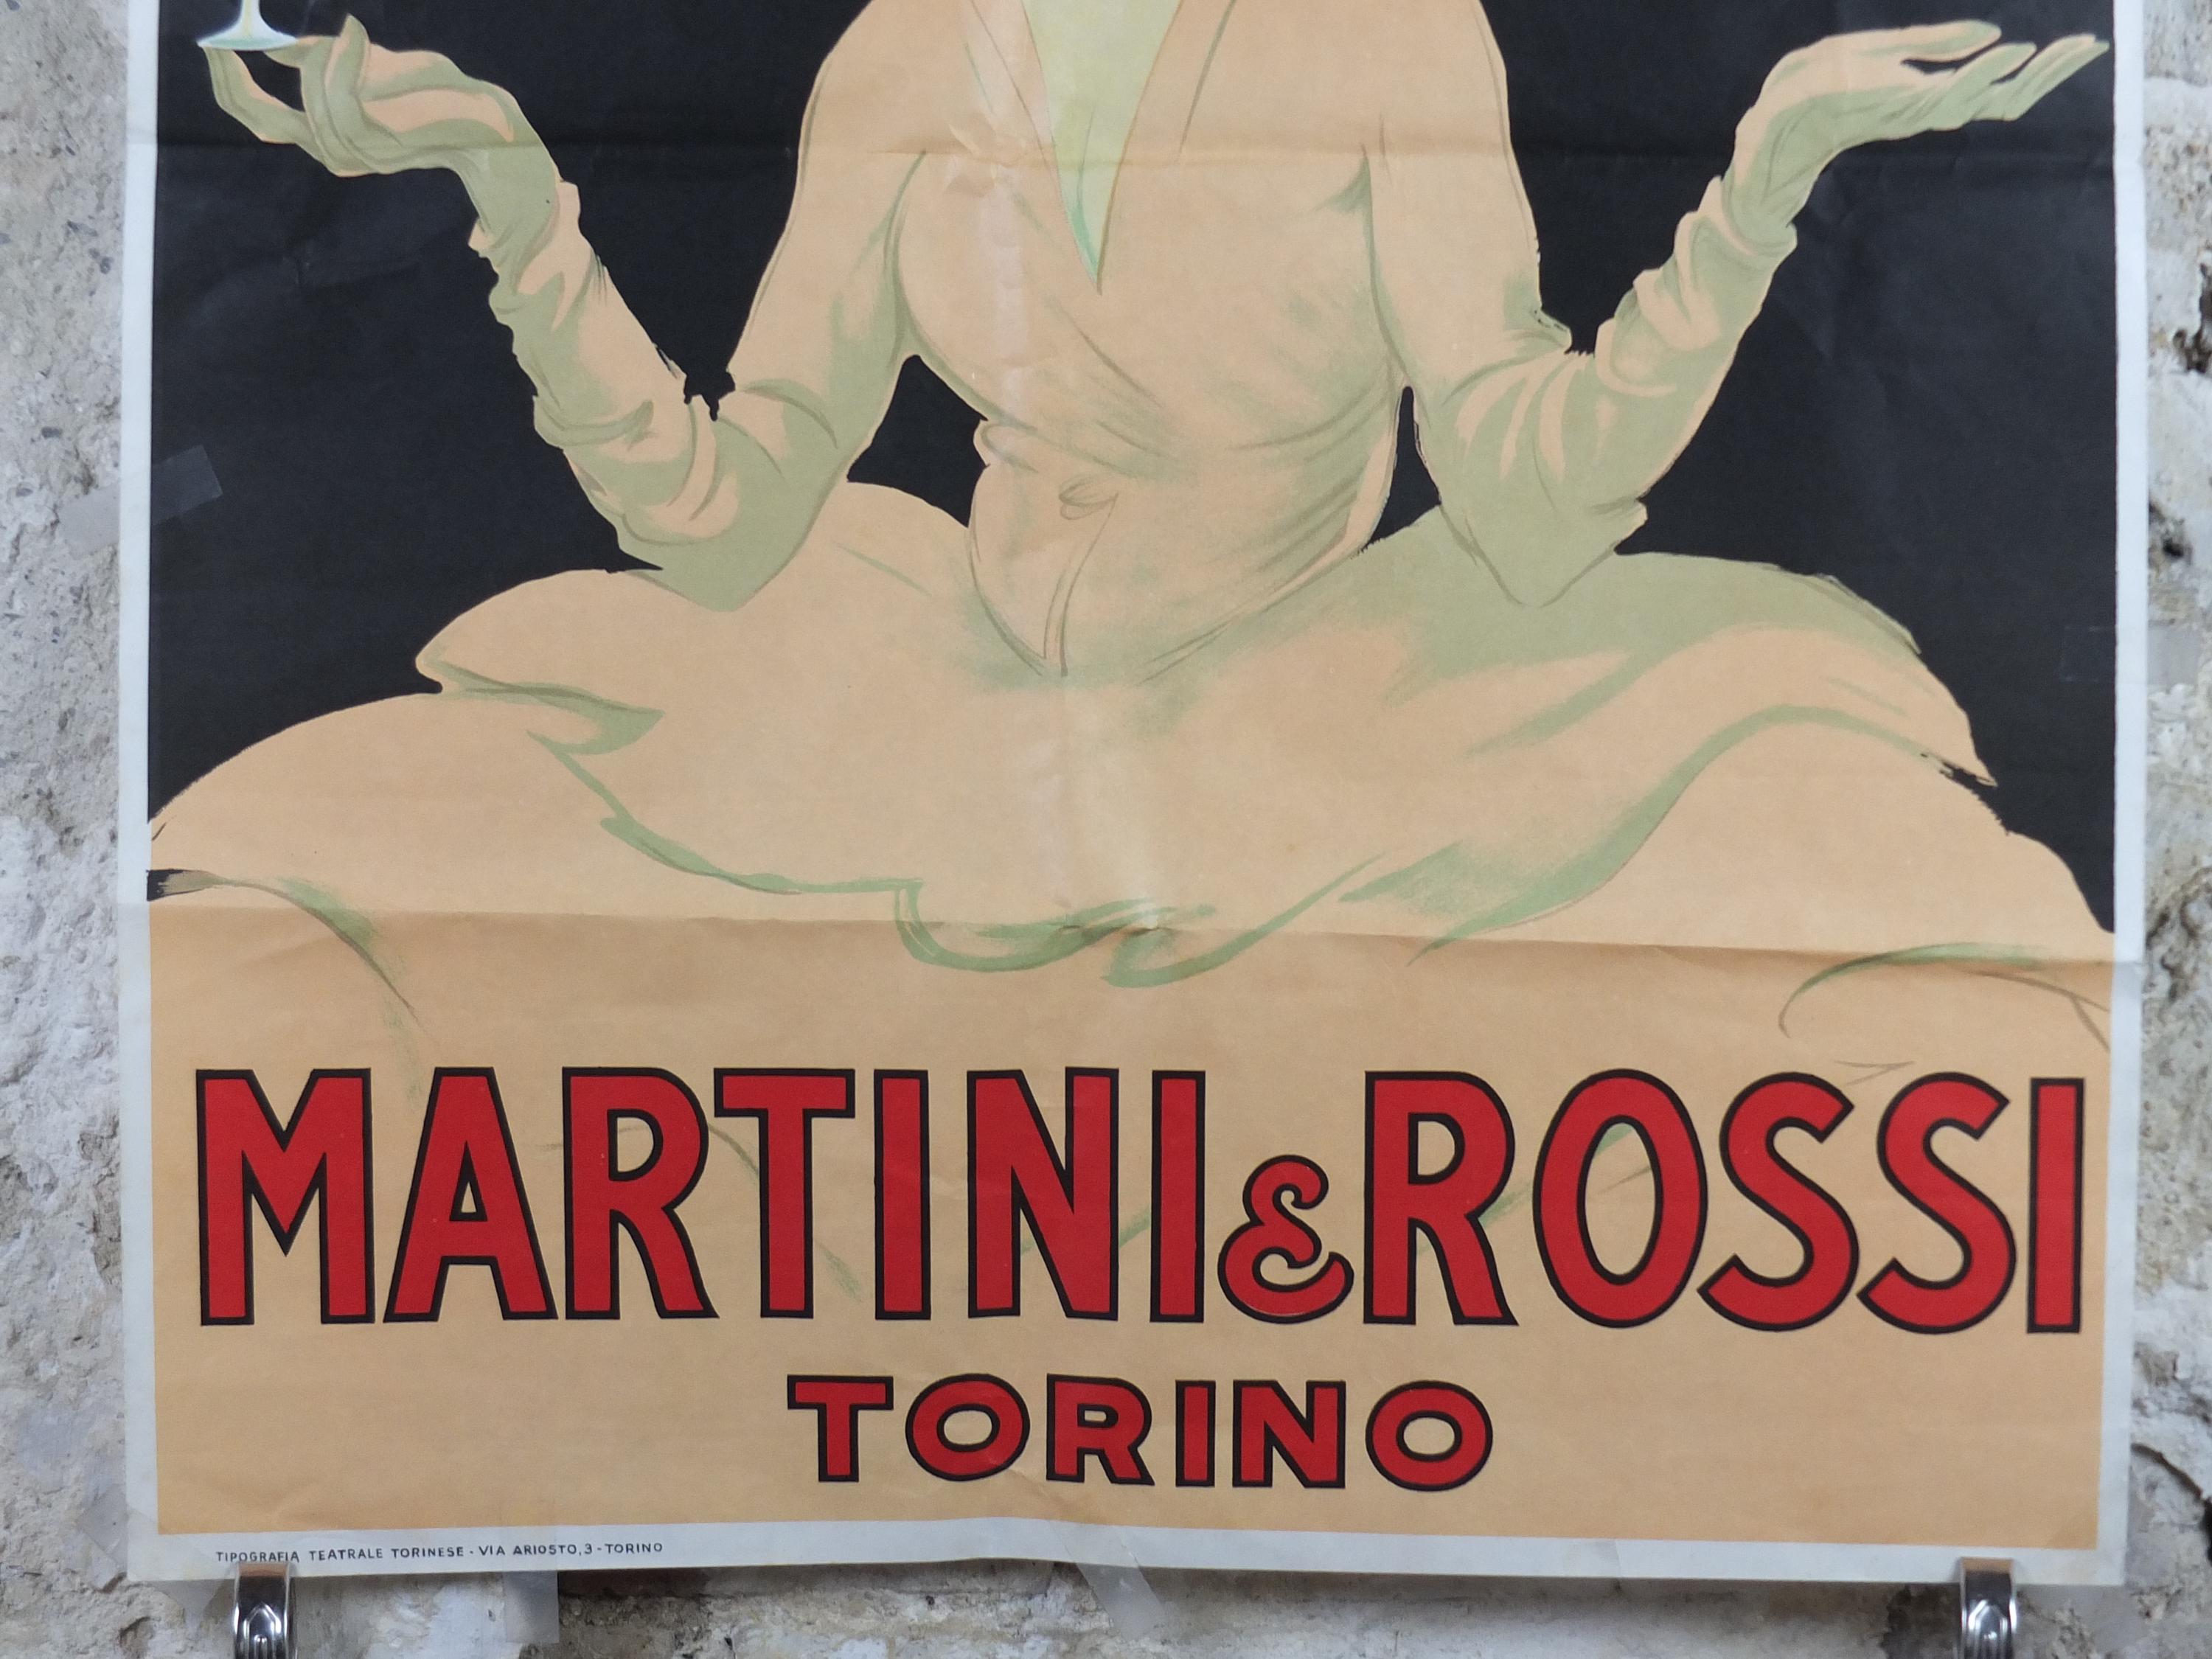 MARTINI & ROSSI
TORINO
TIPOGRAFIA TEATRALE TORINESE - VIA ARIOSTO, 3 - TORINO